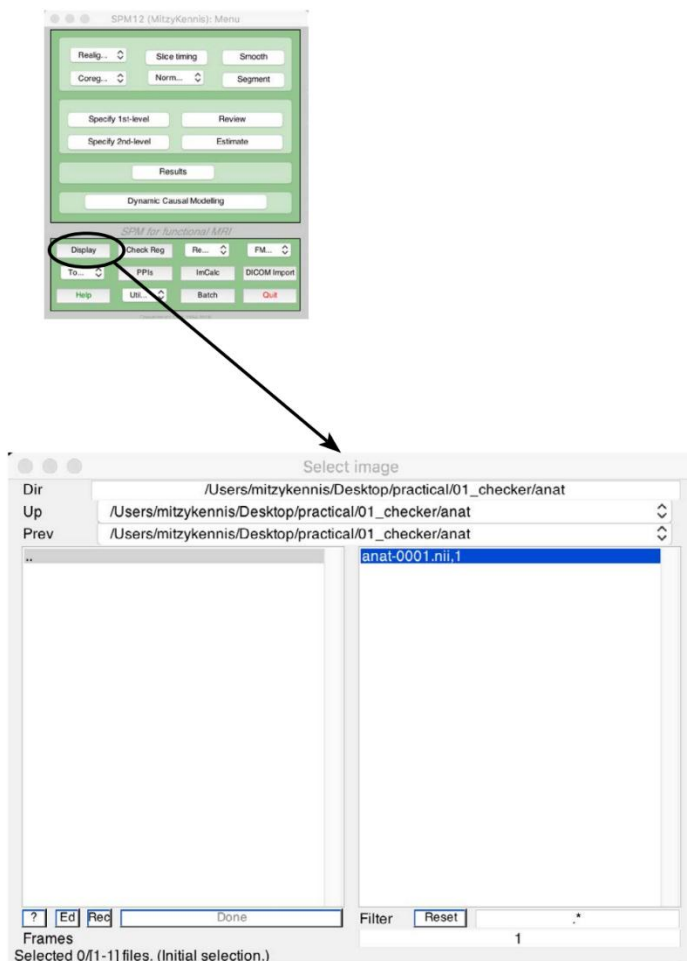 SPM12 (MitzyKennis): Menu
Realig... Slice timing Smooth
Coreg... Norm... Segment
Specify 1st-level Review
Specify 2nd-level Estimate
Results
Dynamic Causal Modelling
SPM for functional MRI
Display Check Reg Re... FM...
To... PPIs ImCalc DICOM Import
Help Uti... Batch Quit
Select image
Dir /Users/mitzykennis/Desktop/practical/01_checker/anat
Up /Users/mitzykennis/Desktop/practical/01_checker/anat
Prev /Users/mitzykennis/Desktop/practical/01_checker/anat
.. anat-0001.nii,1
? Ed Rec Done Filter Reset .*
Frames 1
Selected 0/[1-1] files. (Initial selection.)